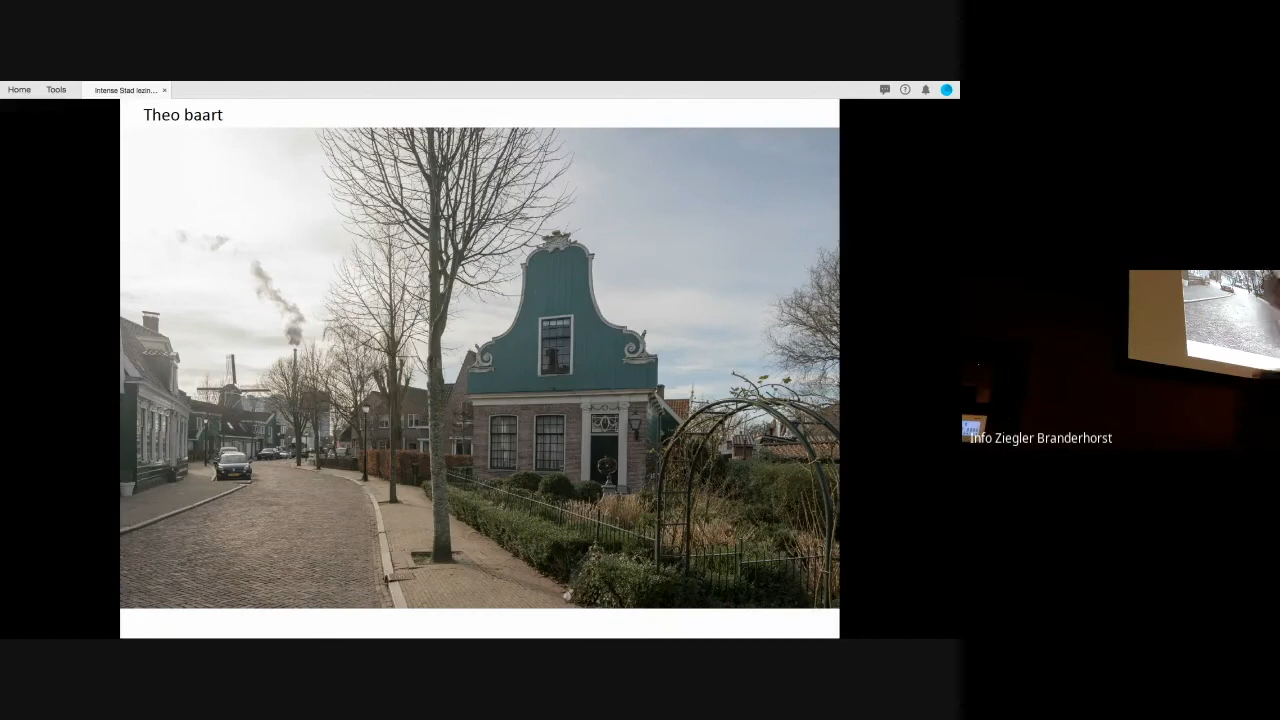 Home Tools Intense Stad lezin... ×
Theo baart
Info Ziegler Branderhorst